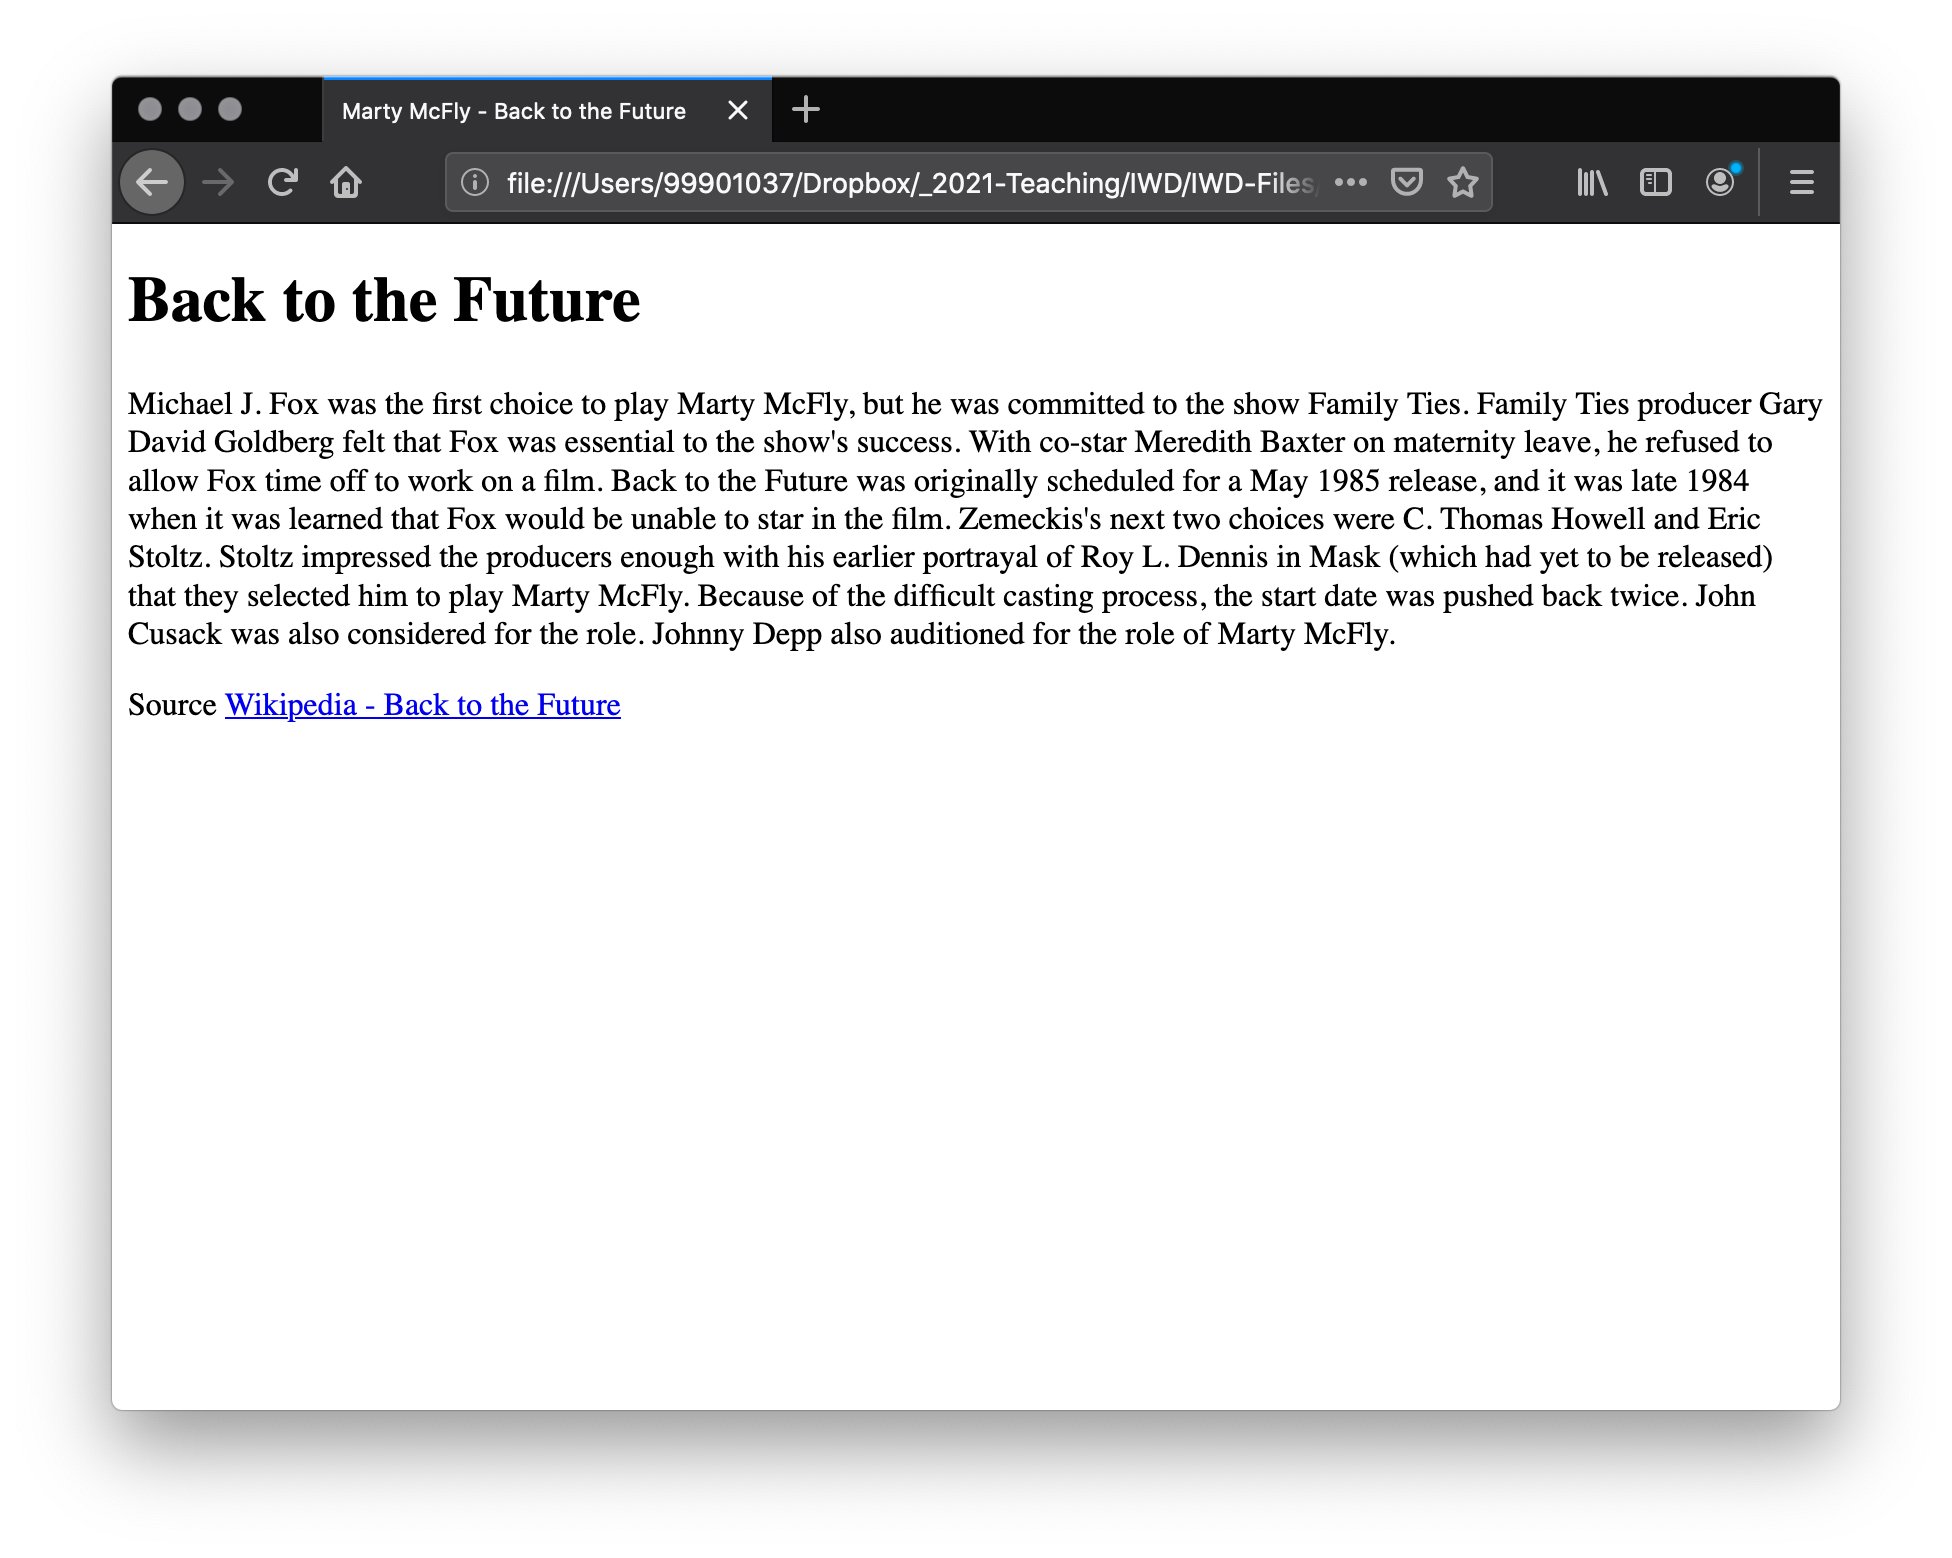 Marty McFly - Back to the Future
file:///Users/99901037/Dropbox/_2021-Teaching/IWD/IWD-Files/
Back to the Future
Michael J. Fox was the first choice to play Marty McFly, but he was committed to the show Family Ties. Family Ties producer Gary
David Goldberg felt that Fox was essential to the show's success. With co-star Meredith Baxter on maternity leave, he refused to
allow Fox time off to work on a film. Back to the Future was originally scheduled for a May 1985 release, and it was late 1984
when it was learned that Fox would be unable to star in the film. Zemeckis's next two choices were C. Thomas Howell and Eric
Stoltz. Stoltz impressed the producers enough with his earlier portrayal of Roy L. Dennis in Mask (which had yet to be released)
that they selected him to play Marty McFly. Because of the difficult casting process, the start date was pushed back twice. John
Cusack was also considered for the role. Johnny Depp also auditioned for the role of Marty McFly.
Source Wikipedia - Back to the Future